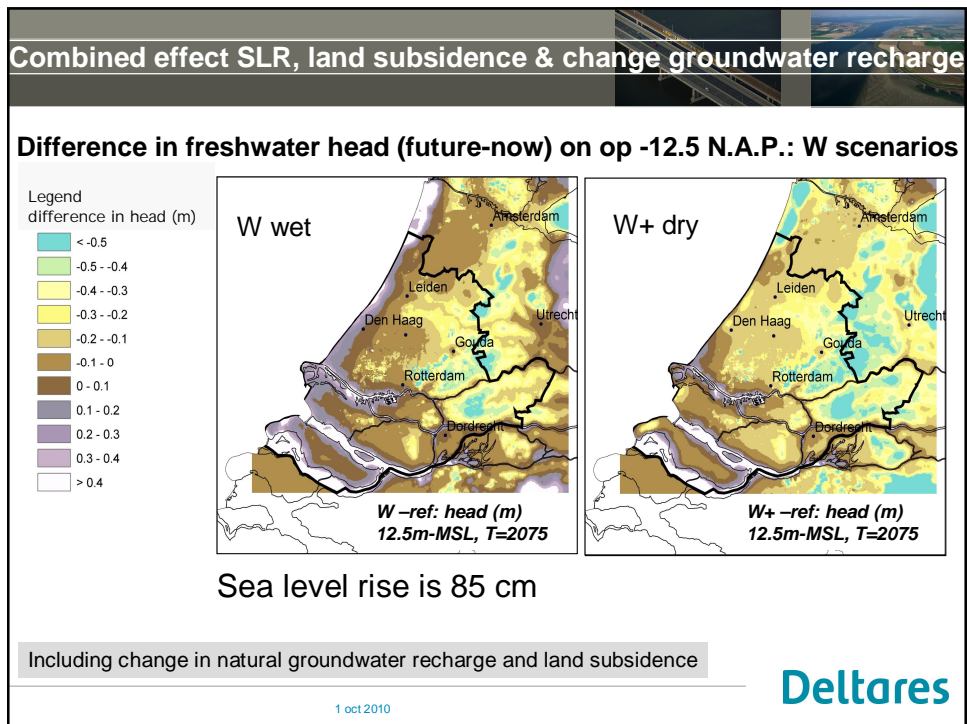 Combined effect SLR, land subsidence & change groundwater recharge
Difference in freshwater head (future-now) on op -12.5 N.A.P.: W scenarios
Legend
difference in head (m)
< -0.5
-0.5 - -0.4
-0.4 - -0.3
-0.3 - -0.2
-0.2 - -0.1
-0.1 - 0
0 - 0.1
0.1 - 0.2
0.2 - 0.3
0.3 - 0.4
> 0.4
W wet
Amsterdam
Leiden
Den Haag
Utrecht
Gouda
Rotterdam
Dordrecht
W –ref: head (m)
12.5m-MSL, T=2075
W+ dry
Amsterdam
Leiden
Den Haag
Utrecht
Gouda
Rotterdam
Dordrecht
W+ –ref: head (m)
12.5m-MSL, T=2075
Sea level rise is 85 cm
Including change in natural groundwater recharge and land subsidence
1 oct 2010
Deltares